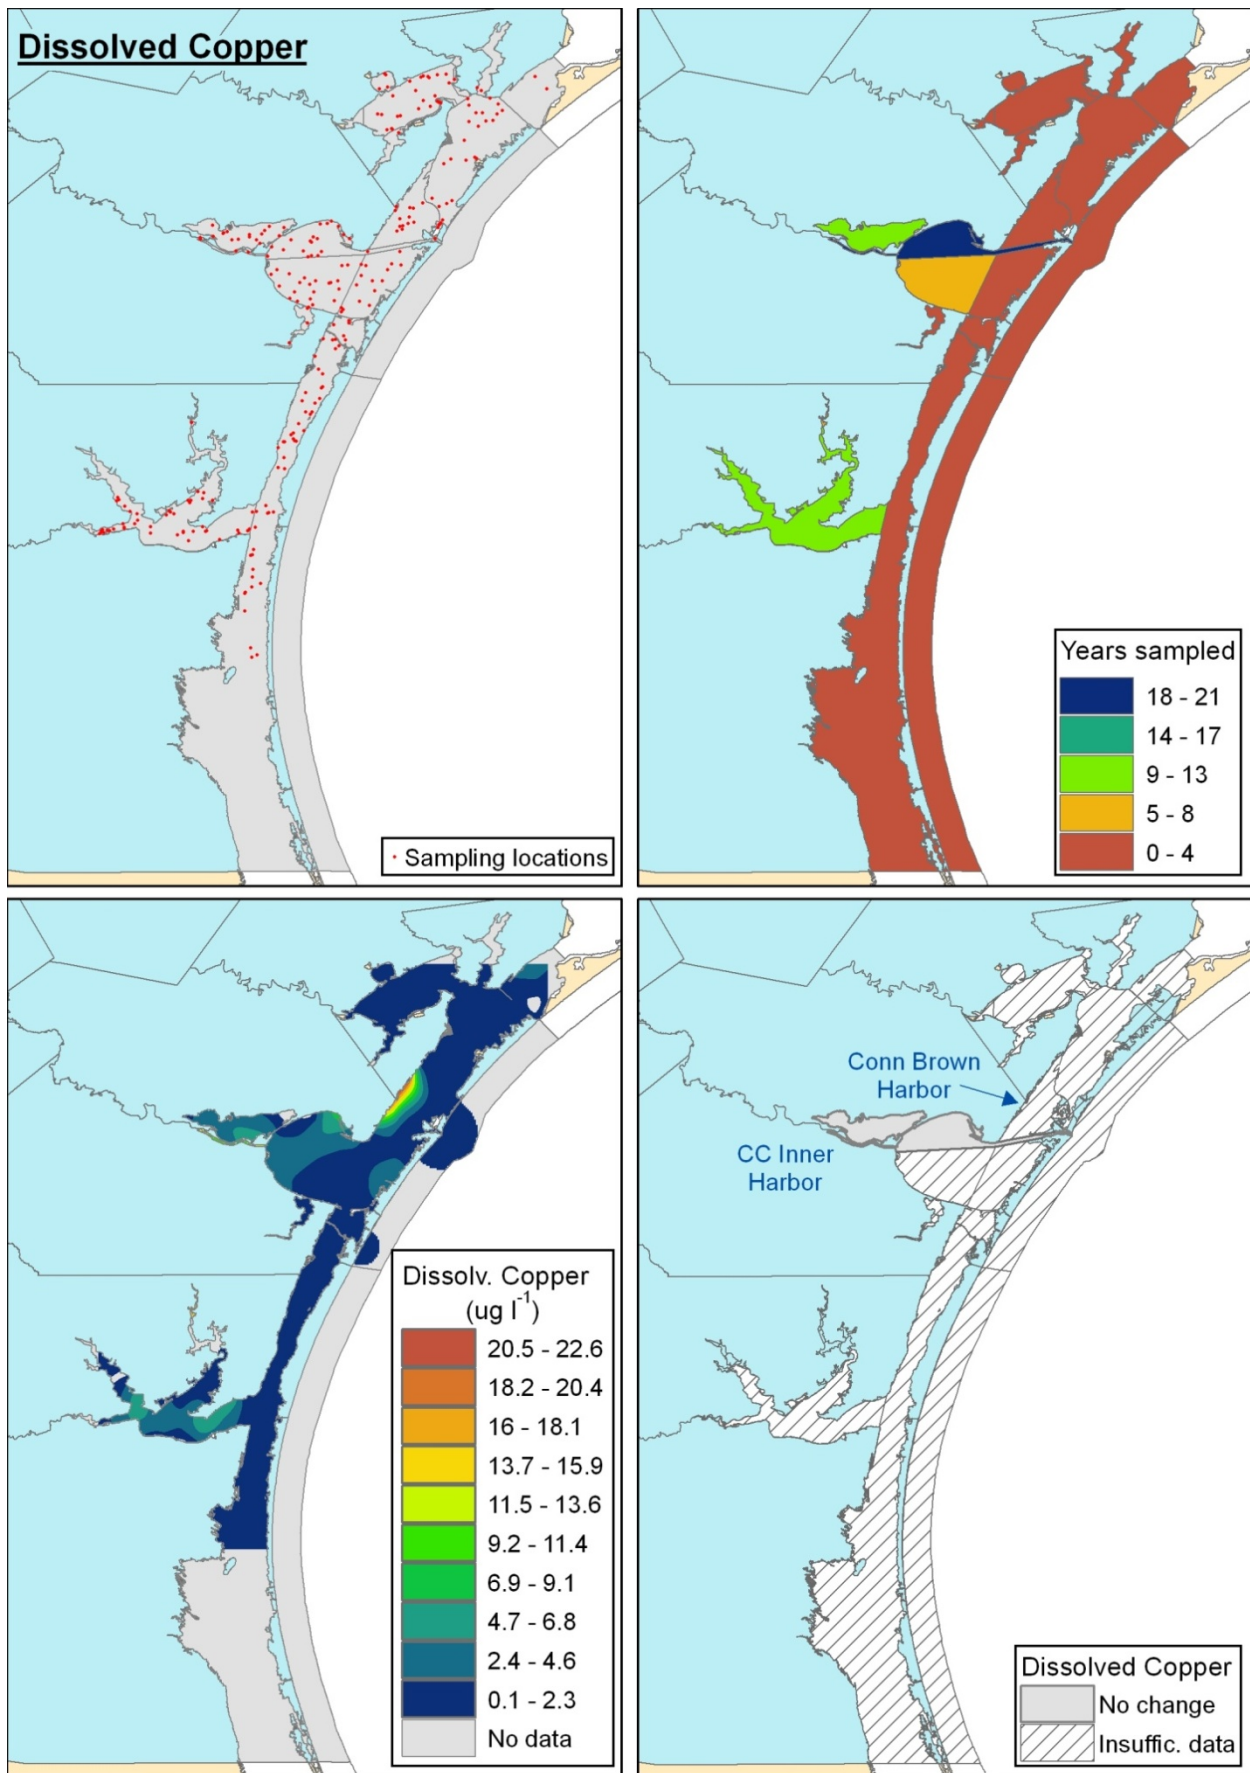 Dissolved Copper
Sampling locations
Years sampled
18 - 21
14 - 17
9 - 13
5 - 8
0 - 4
Dissolv. Copper
(ug l-1)
20.5 - 22.6
18.2 - 20.4
16 - 18.1
13.7 - 15.9
11.5 - 13.6
9.2 - 11.4
6.9 - 9.1
4.7 - 6.8
2.4 - 4.6
0.1 - 2.3
No data
Conn Brown
Harbor
CC Inner
Harbor
Dissolved Copper
No change
Insuffic. data